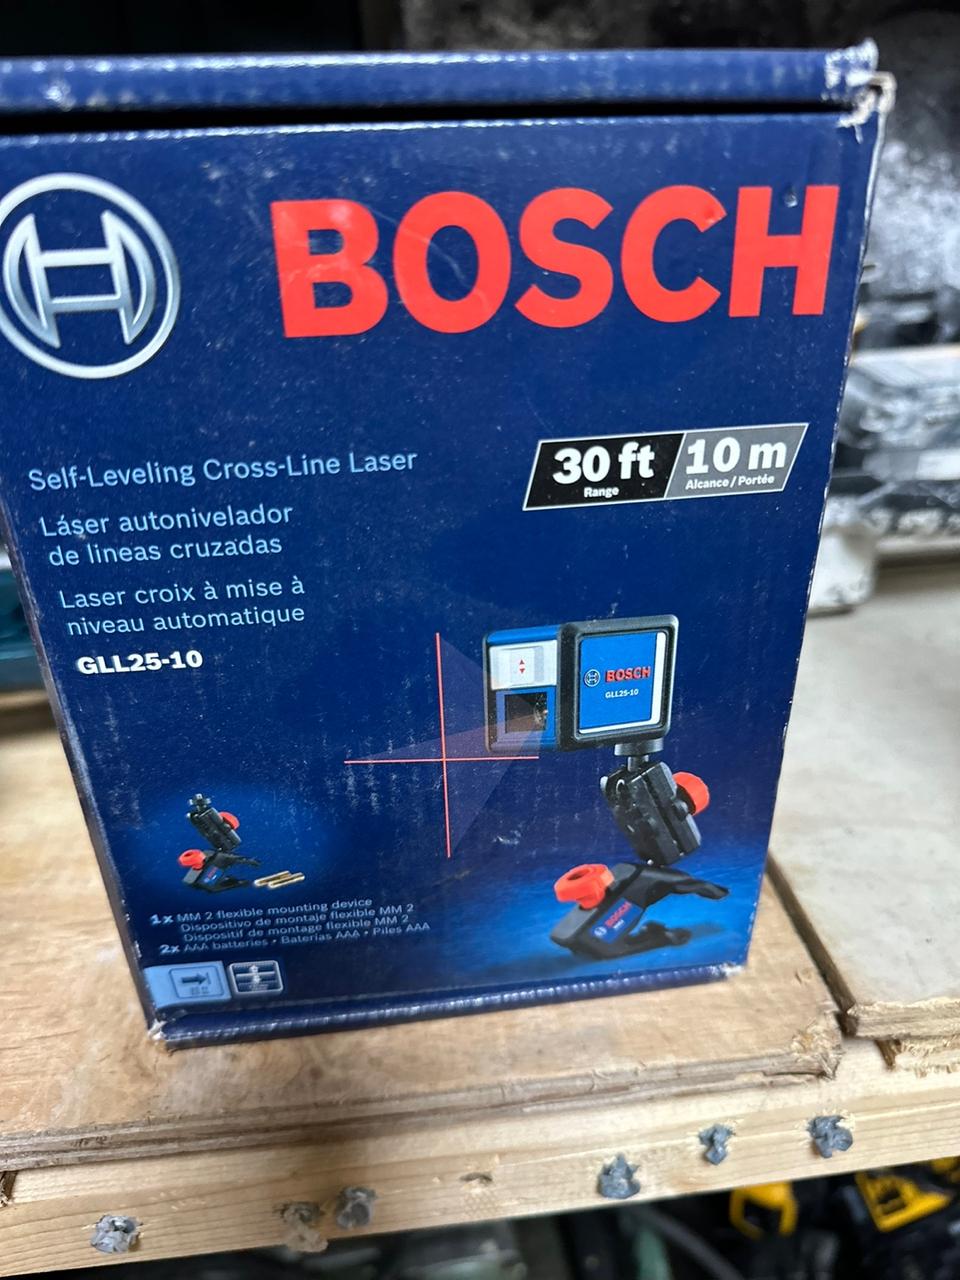 BOSCH
30 ft 10 m
Range Alcance / Portée
Self-Leveling Cross-Line Laser
Láser autonivelador
de lineas cruzadas
Laser croix à mise à
niveau automatique
GLL25-10
BOSCH
GLL25-10
BOSCH
1x MM 2 flexible mounting device
Dispositivo de montaje flexible MM 2
Dispositif de montage flexible MM 2
2x AAA batteries • Baterías AAA • Piles AAA